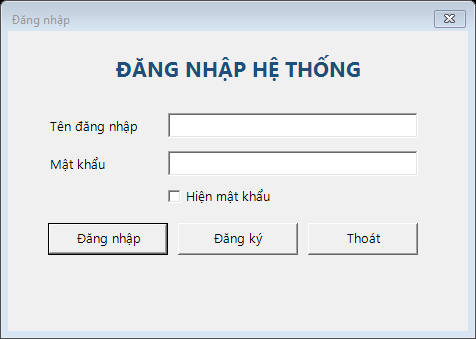 Đăng nhập
ĐĂNG NHẬP HỆ THỐNG
Tên đăng nhập
Mật khẩu
Hiện mật khẩu
Đăng nhập Đăng ký Thoát